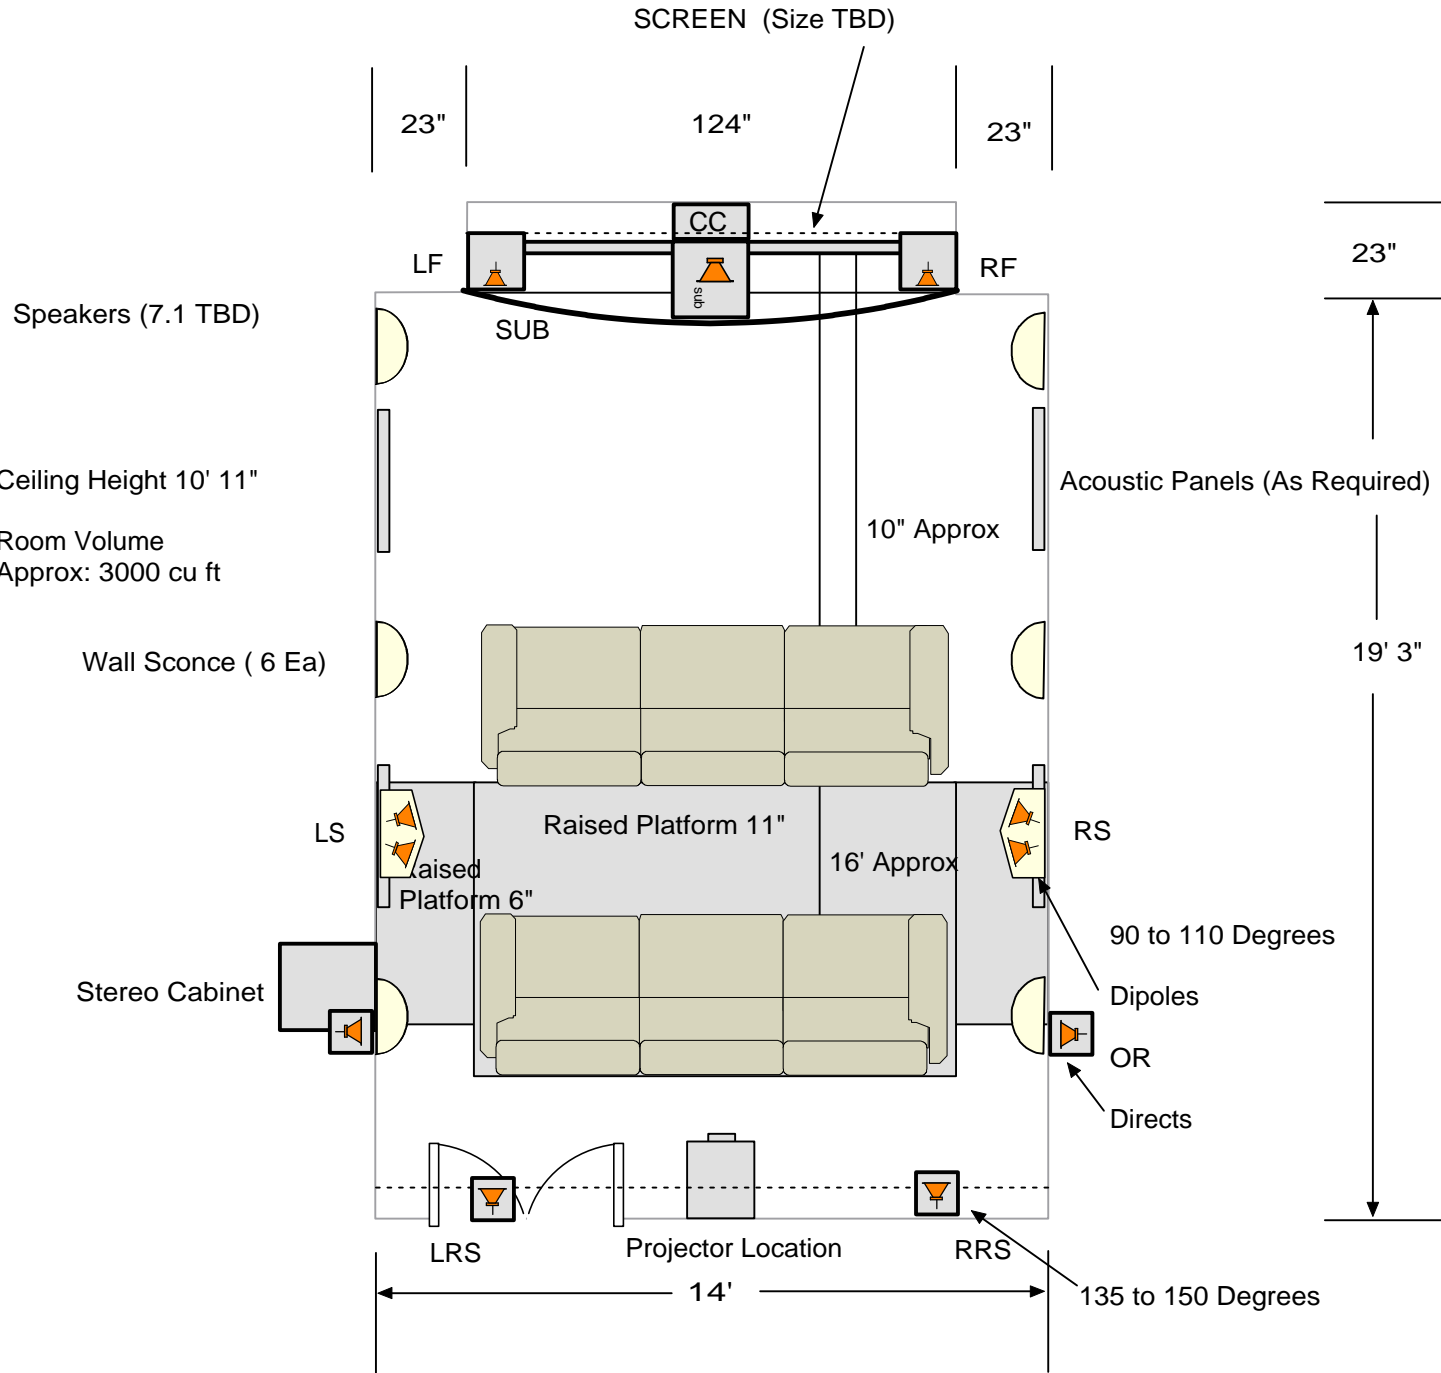 SCREEN (Size TBD)
23"
124"
23"
CC
LF
RF
23"
sub
Speakers (7.1 TBD)
SUB
Ceiling Height 10' 11"
Acoustic Panels (As Required)
10" Approx
Room Volume
Approx: 3000 cu ft
Wall Sconce ( 6 Ea)
19' 3"
LS
Raised Platform 11"
RS
16' Approx
Raised
Platform 6"
90 to 110 Degrees
Stereo Cabinet
Dipoles
OR
Directs
LRS
Projector Location
RRS
14'
135 to 150 Degrees